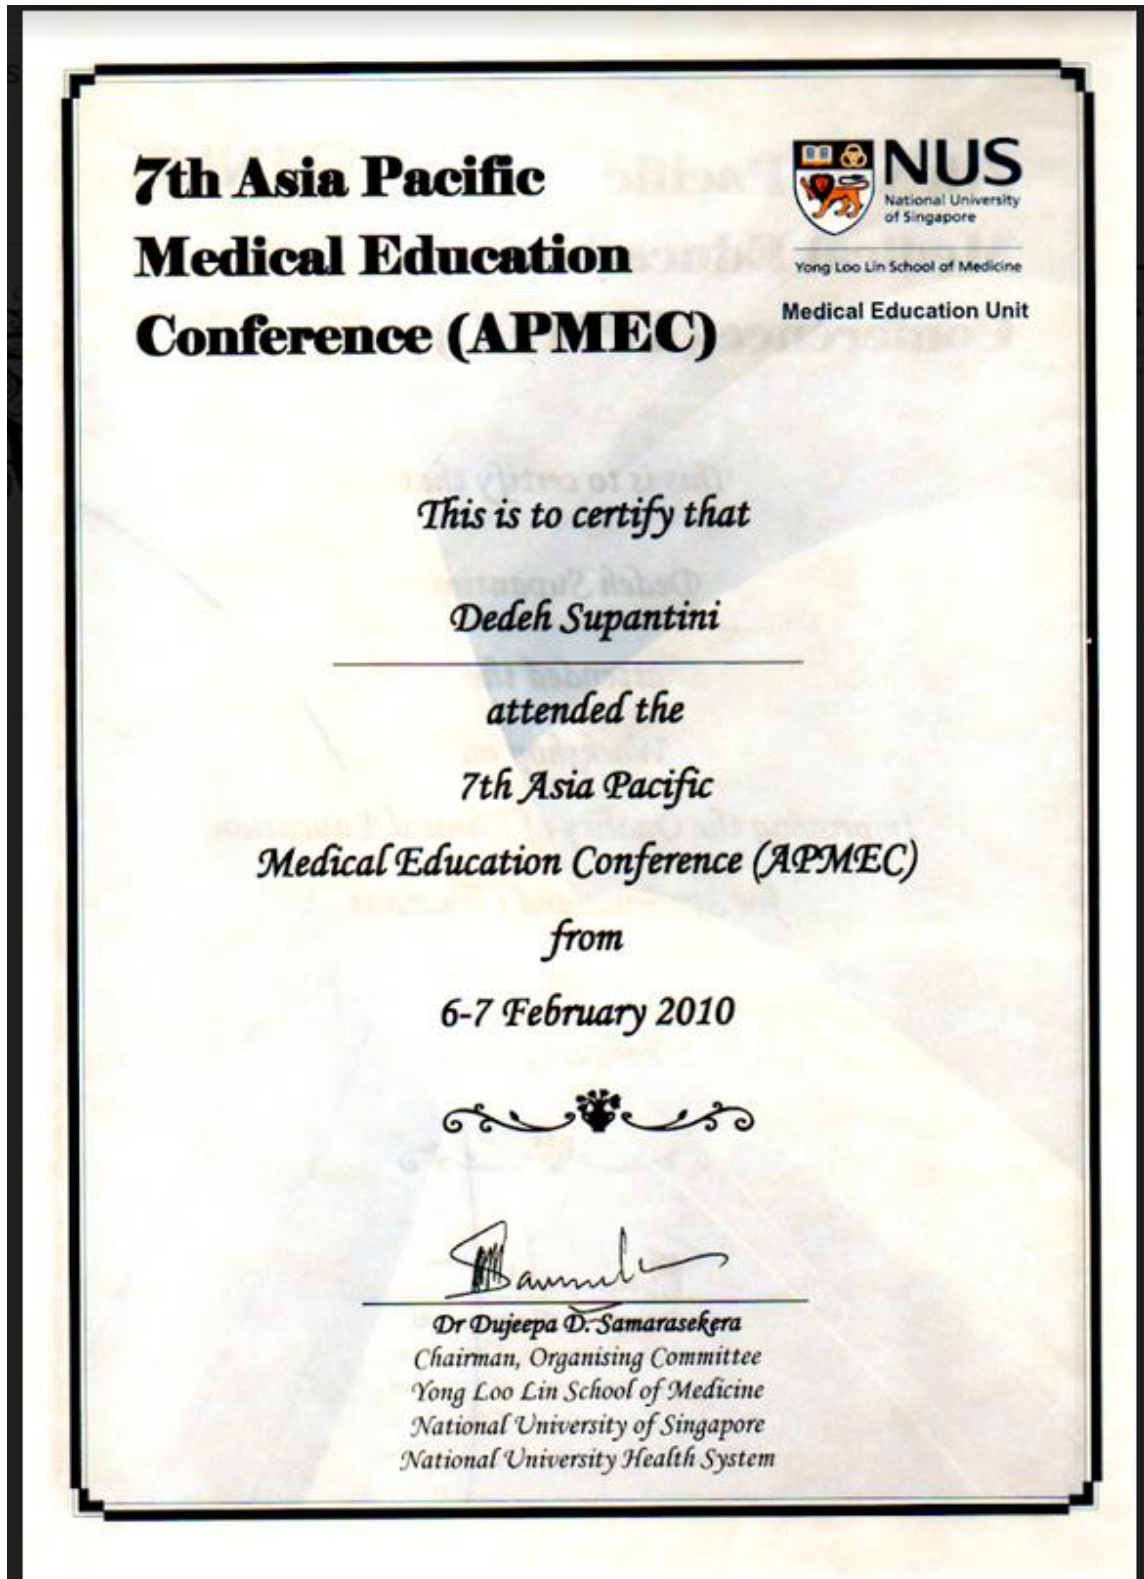 7th Asia Pacific
Medical Education
Conference (APMEC)
NUS
National University
of Singapore
Yong Loo Lin School of Medicine
Medical Education Unit
This is to certify that
Dedeh Supantini
attended the
7th Asia Pacific
Medical Education Conference (APMEC)
from
6-7 February 2010
Dr Dujeepa D. Samarasekera
Chairman, Organising Committee
Yong Loo Lin School of Medicine
National University of Singapore
National University Health System